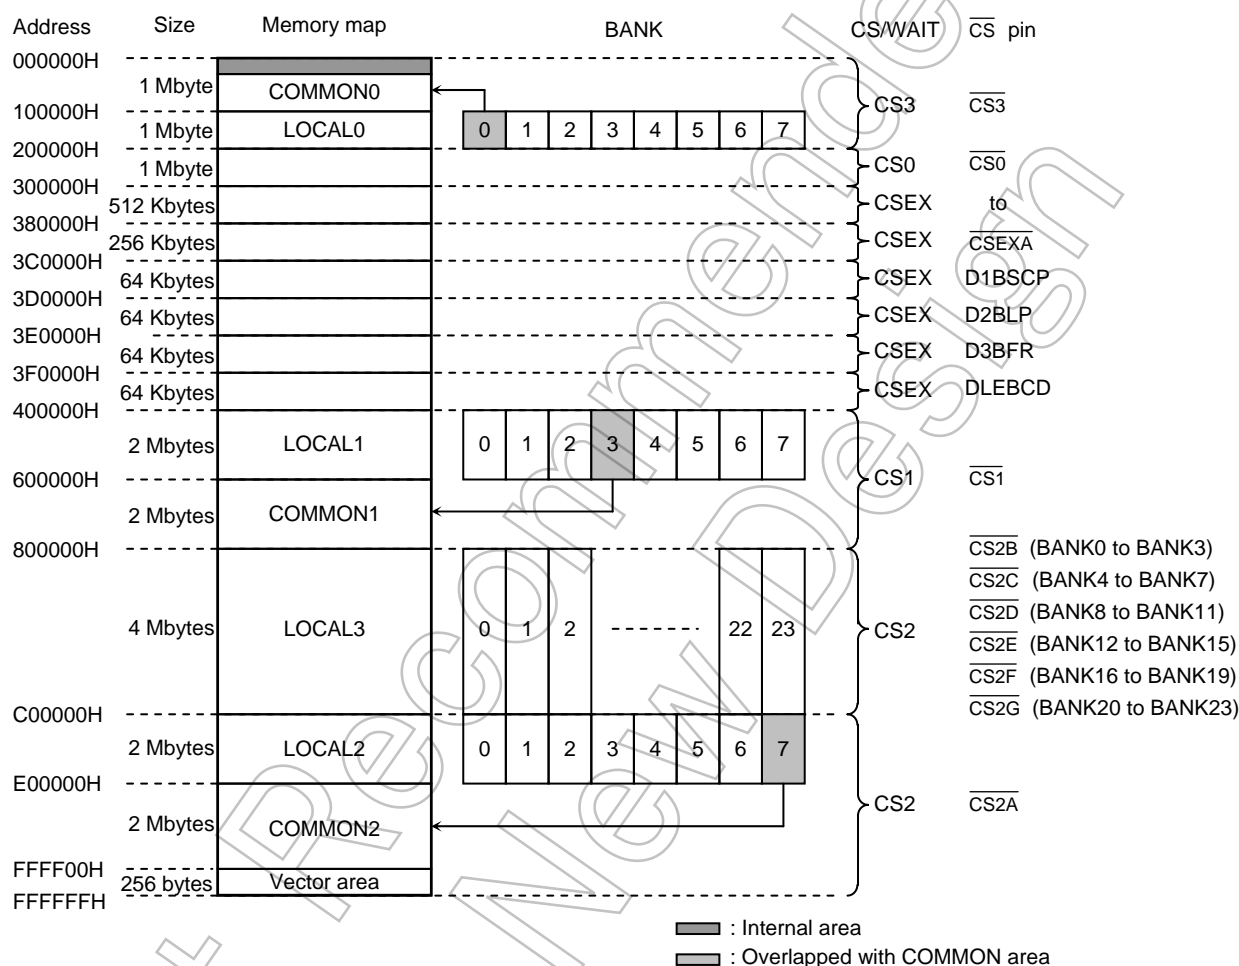 Address Size Memory map BANK CS/WAIT CS pin
000000H
1 Mbyte COMMON0
100000H CS3 CS3
1 Mbyte LOCAL0 0 1 2 3 4 5 6 7
200000H
1 Mbyte CS0 CS0
300000H
512 Kbytes CSEX to
380000H
256 Kbytes CSEX CSEXA
3C0000H
64 Kbytes CSEX D1BSCP
3D0000H
64 Kbytes CSEX D2BLP
3E0000H
64 Kbytes CSEX D3BFR
3F0000H
64 Kbytes CSEX DLEBCD
400000H
2 Mbytes LOCAL1 0 1 2 3 4 5 6 7
600000H CS1 CS1
2 Mbytes COMMON1
800000H CS2B (BANK0 to BANK3)
CS2C (BANK4 to BANK7)
CS2D (BANK8 to BANK11)
4 Mbytes LOCAL3 0 1 2 22 23 CS2
CS2E (BANK12 to BANK15)
CS2F (BANK16 to BANK19)
C00000H CS2G (BANK20 to BANK23)
2 Mbytes LOCAL2 0 1 2 3 4 5 6 7
E00000H
CS2 CS2A
2 Mbytes COMMON2
FFFF00H
256 bytes Vector area
FFFFFFH
: Internal area
: Overlapped with COMMON area
Recommende
New Design